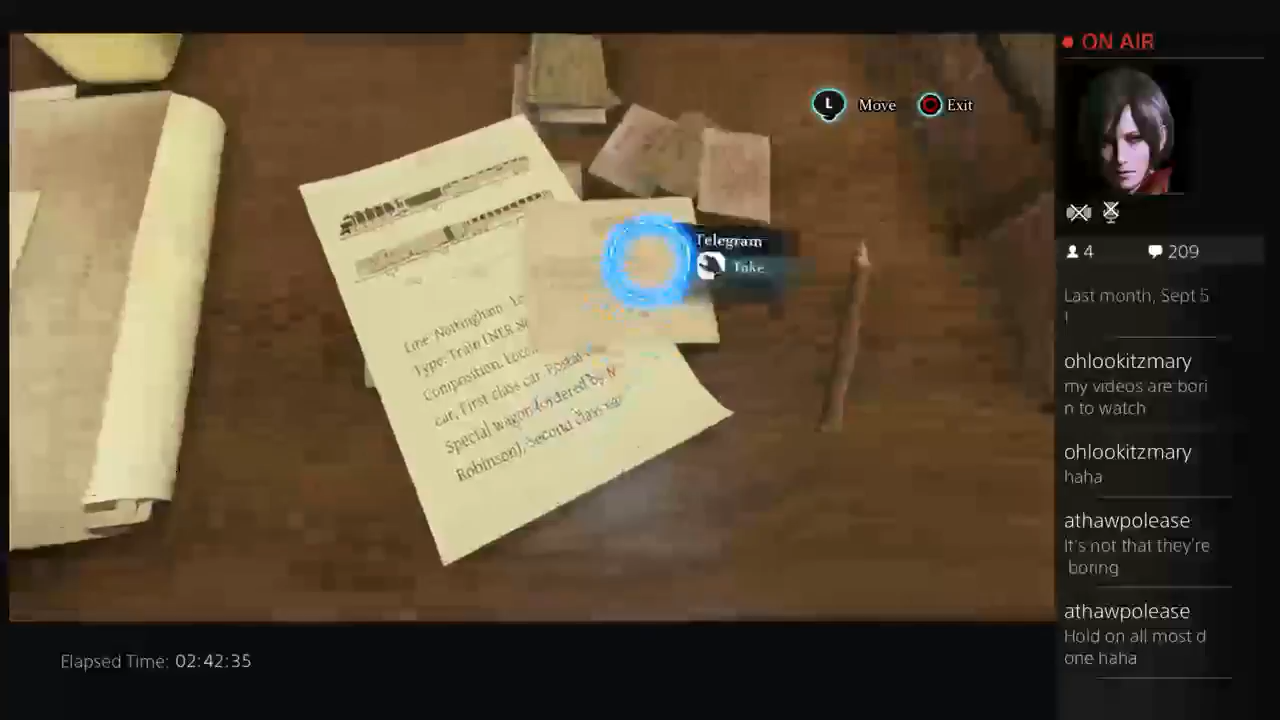 ON AIR
L Move Exit
Telegram
Take
Line: Nottingham
Type: Train LNER
Composition:
car, First class car, Postal
Special wagon (ordered by M
Robinson), Second class
4 209
Last month, Sept 5
!
ohlookitzmary
my videos are bori
n to watch
ohlookitzmary
haha
athawpolease
It's not that they're
boring
athawpolease
Hold on all most d
one haha
Elapsed Time: 02:42:35